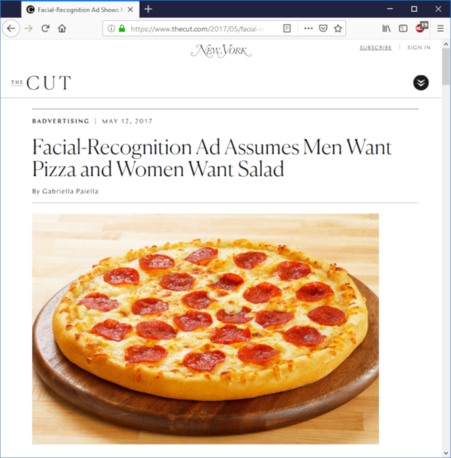 Facial-Recognition Ad Shows
https://www.thecut.com/2017/05/facial-r
19
NEW YORK
SUBSCRIBE | SIGN IN
THE CUT
BADVERTISING | MAY 12, 2017
Facial-Recognition Ad Assumes Men Want
Pizza and Women Want Salad
By Gabriella Paiella